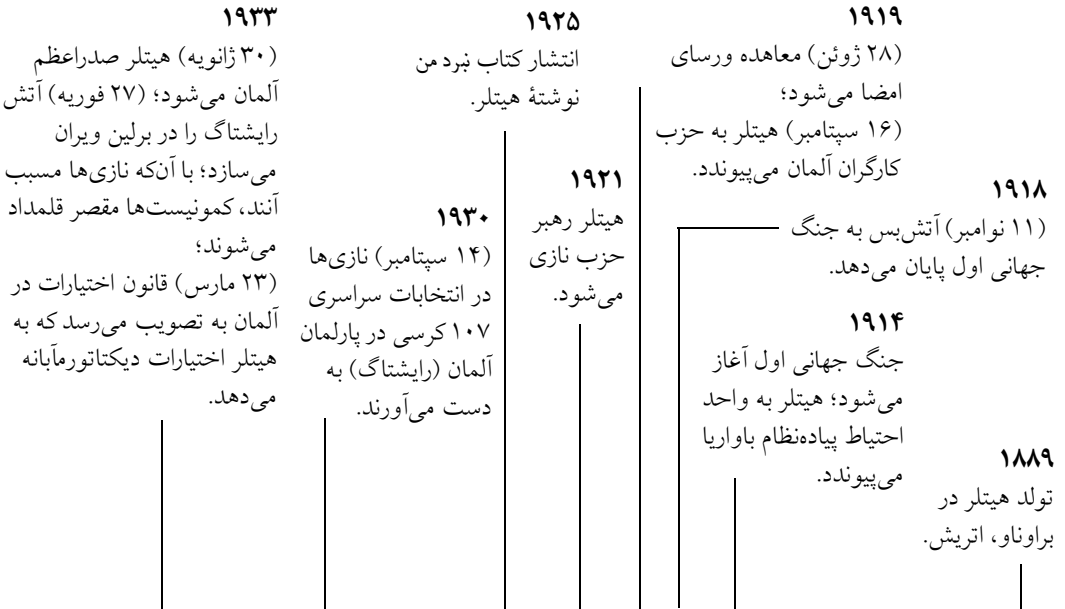 ۱۸۸۹
تولد هیتلر در
براوناو، اتریش.
۱۹۱۴
جنگ جهانی اول آغاز
می‌شود؛ هیتلر به واحد
احتیاط پیاده‌نظام باواریا
می‌پیوندد.
۱۹۱۸
(۱۱ نوامبر) آتش‌بس به جنگ
جهانی اول پایان می‌دهد.
۱۹۱۹
(۲۸ ژوئن) معاهده ورسای
امضا می‌شود؛
(۱۶ سپتامبر) هیتلر به حزب
کارگران آلمان می‌پیوندد.
۱۹۲۱
هیتلر رهبر
حزب نازی
می‌شود.
۱۹۲۵
انتشار کتاب نبرد من
نوشتهٔ هیتلر.
۱۹۳۰
(۱۴ سپتامبر) نازی‌ها
در انتخابات سراسری
۱۰۷ کرسی در پارلمان
آلمان (رایشتاگ) به
دست می‌آورند.
۱۹۳۳
(۳۰ ژانویه) هیتلر صدراعظم
آلمان می‌شود؛ (۲۷ فوریه) آتش
رایشتاگ را در برلین ویران
می‌سازد؛ با آن‌که نازی‌ها مسبب
آنند، کمونیست‌ها مقصر قلمداد
می‌شوند؛
(۲۳ مارس) قانون اختیارات در
آلمان به تصویب می‌رسد که به
هیتلر اختیارات دیکتاتورمآبانه
می‌دهد.